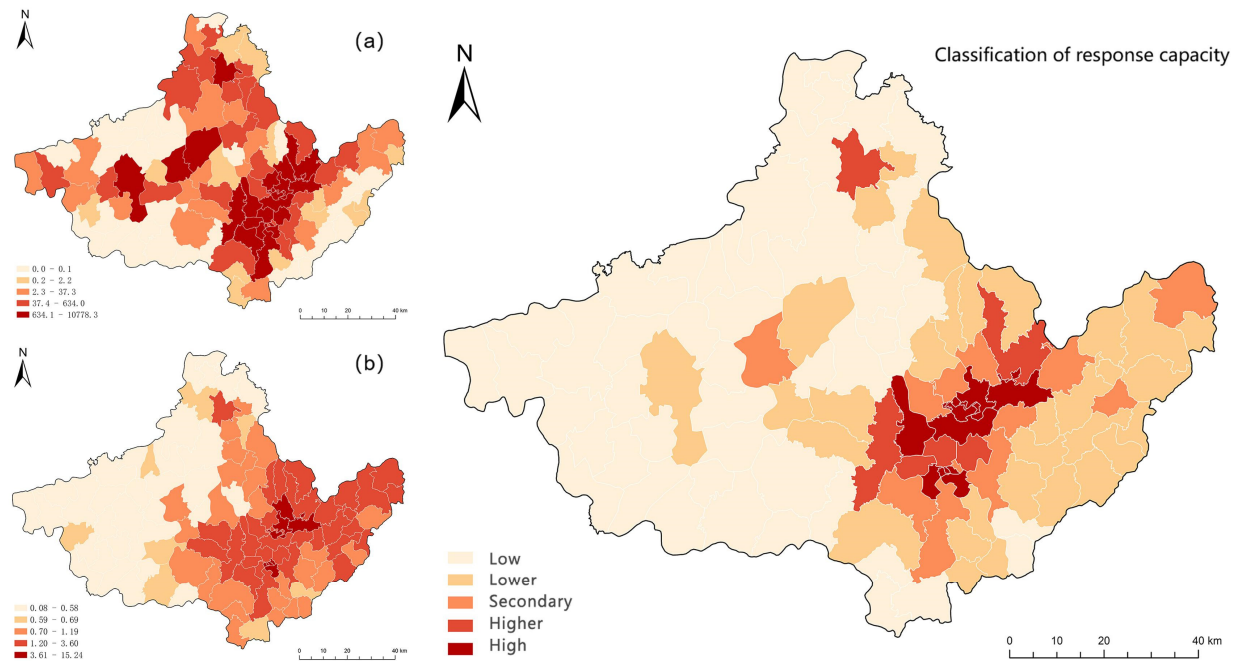 N
(a)
0.0 - 0.1
0.2 - 2.2
2.3 - 37.3
37.4 - 634.0
634.1 - 10778.3
0 10 20 40 km
N
(b)
0.08 - 0.58
0.59 - 0.69
0.70 - 1.19
1.20 - 3.60
3.61 - 15.24
0 10 20 40 km
N
Classification of response capacity
Low
Lower
Secondary
Higher
High
0 10 20 40 km